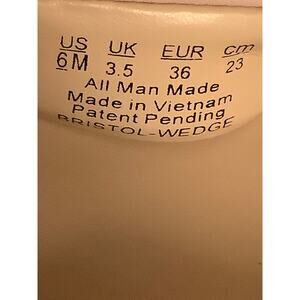 US UK EUR cm
6M 3.5 36 23
All Man Made
Made in Vietnam
Patent Pending
BRISTOL-WEDGE